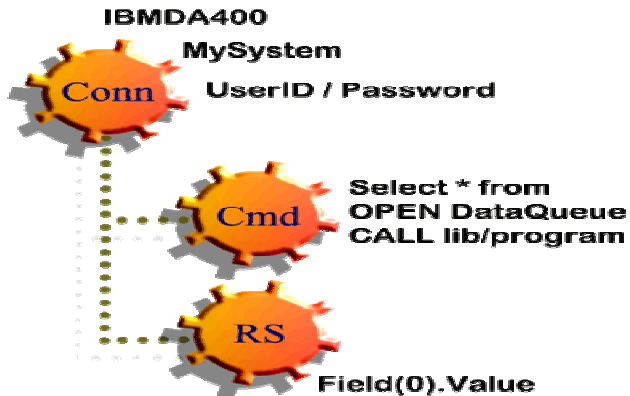 IBMDA400
MySystem
Conn
UserID / Password
Cmd
Select * from
OPEN DataQueue
CALL lib/program
RS
Field(0).Value